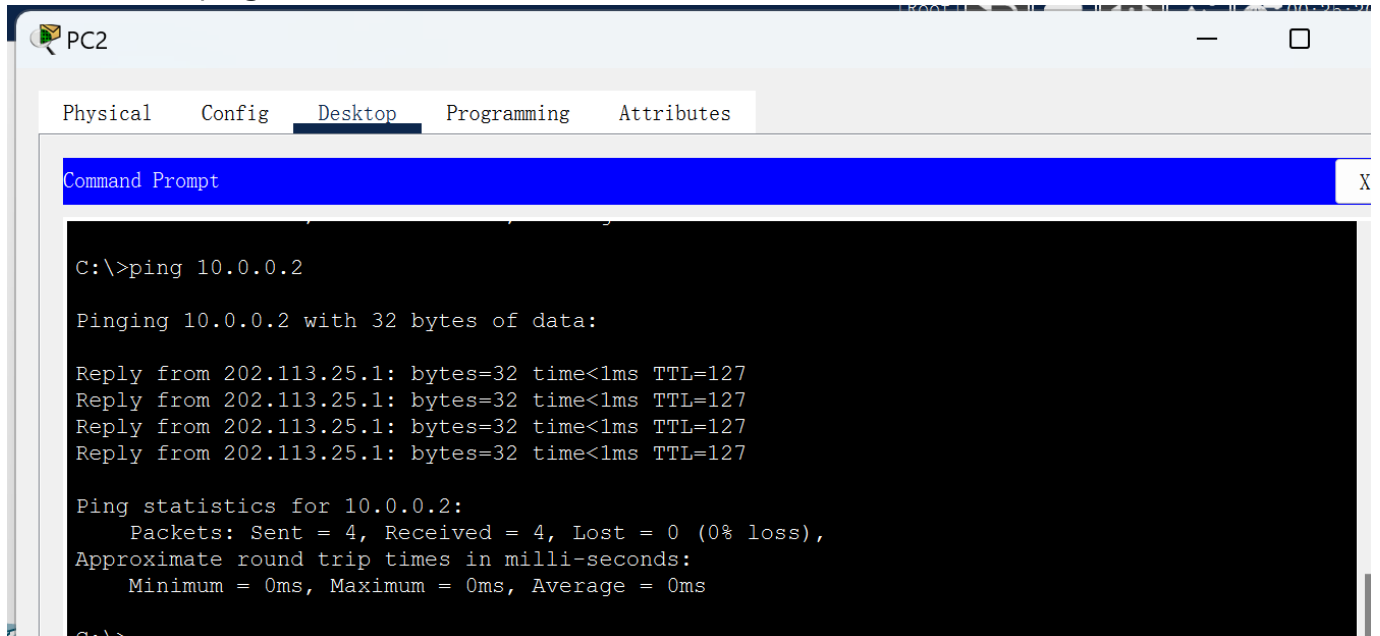 PC2
Physical Config Desktop Programming Attributes
Command Prompt
X
C:\>ping 10.0.0.2
Pinging 10.0.0.2 with 32 bytes of data:
Reply from 202.113.25.1: bytes=32 time<1ms TTL=127
Reply from 202.113.25.1: bytes=32 time<1ms TTL=127
Reply from 202.113.25.1: bytes=32 time<1ms TTL=127
Reply from 202.113.25.1: bytes=32 time<1ms TTL=127
Ping statistics for 10.0.0.2:
Packets: Sent = 4, Received = 4, Lost = 0 (0% loss),
Approximate round trip times in milli-seconds:
Minimum = 0ms, Maximum = 0ms, Average = 0ms
C:\>